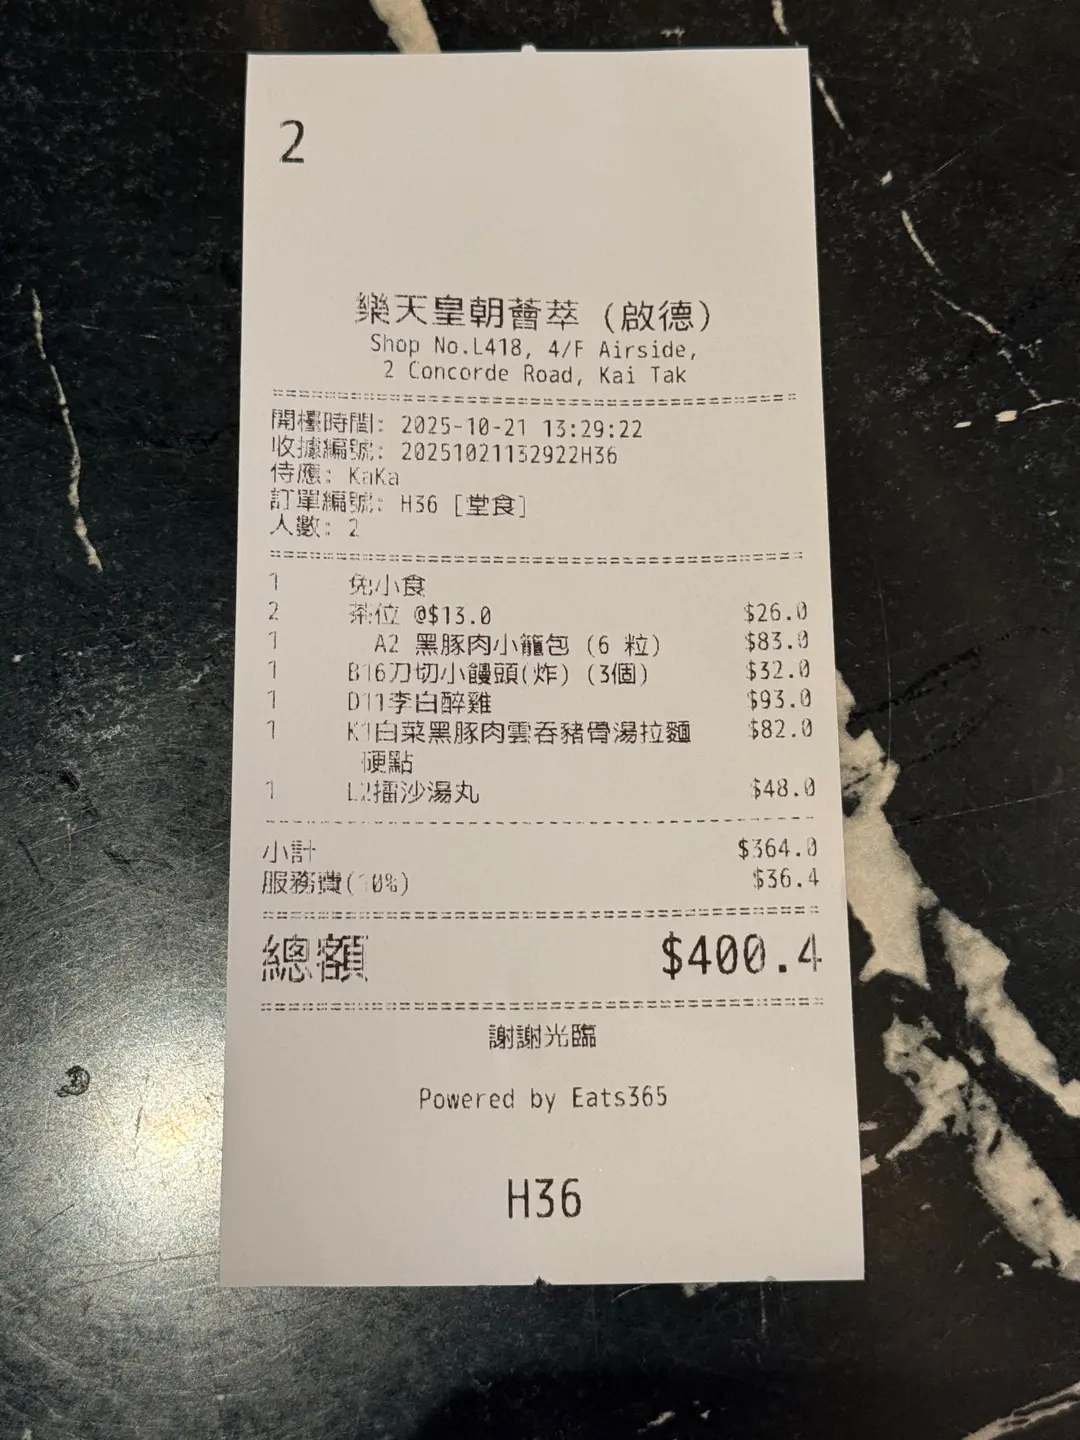 2
樂天皇朝薈萃 (啟德)
Shop No.L418, 4/F Airside,
2 Concorde Road, Kai Tak
開檯時間: 2025-10-21 13:29:22
收據編號: 20251021132922H36
侍應: KaKa
訂單編號: H36 [堂食]
人數: 2
1 免小食
2 茶位 @$13.0 $26.0
1 A2 黑豚肉小籠包 (6 粒) $83.0
1 B16刀切小饅頭(炸) (3個) $32.0
1 D11李白醉雞 $93.0
1 K1白菜黑豚肉雲吞豬骨湯拉麵 $82.0
硬點
1 L2擂沙湯丸 $48.0
小計 $364.0
服務費(10%) $36.4
總額 $400.4
謝謝光臨
Powered by Eats365
H36